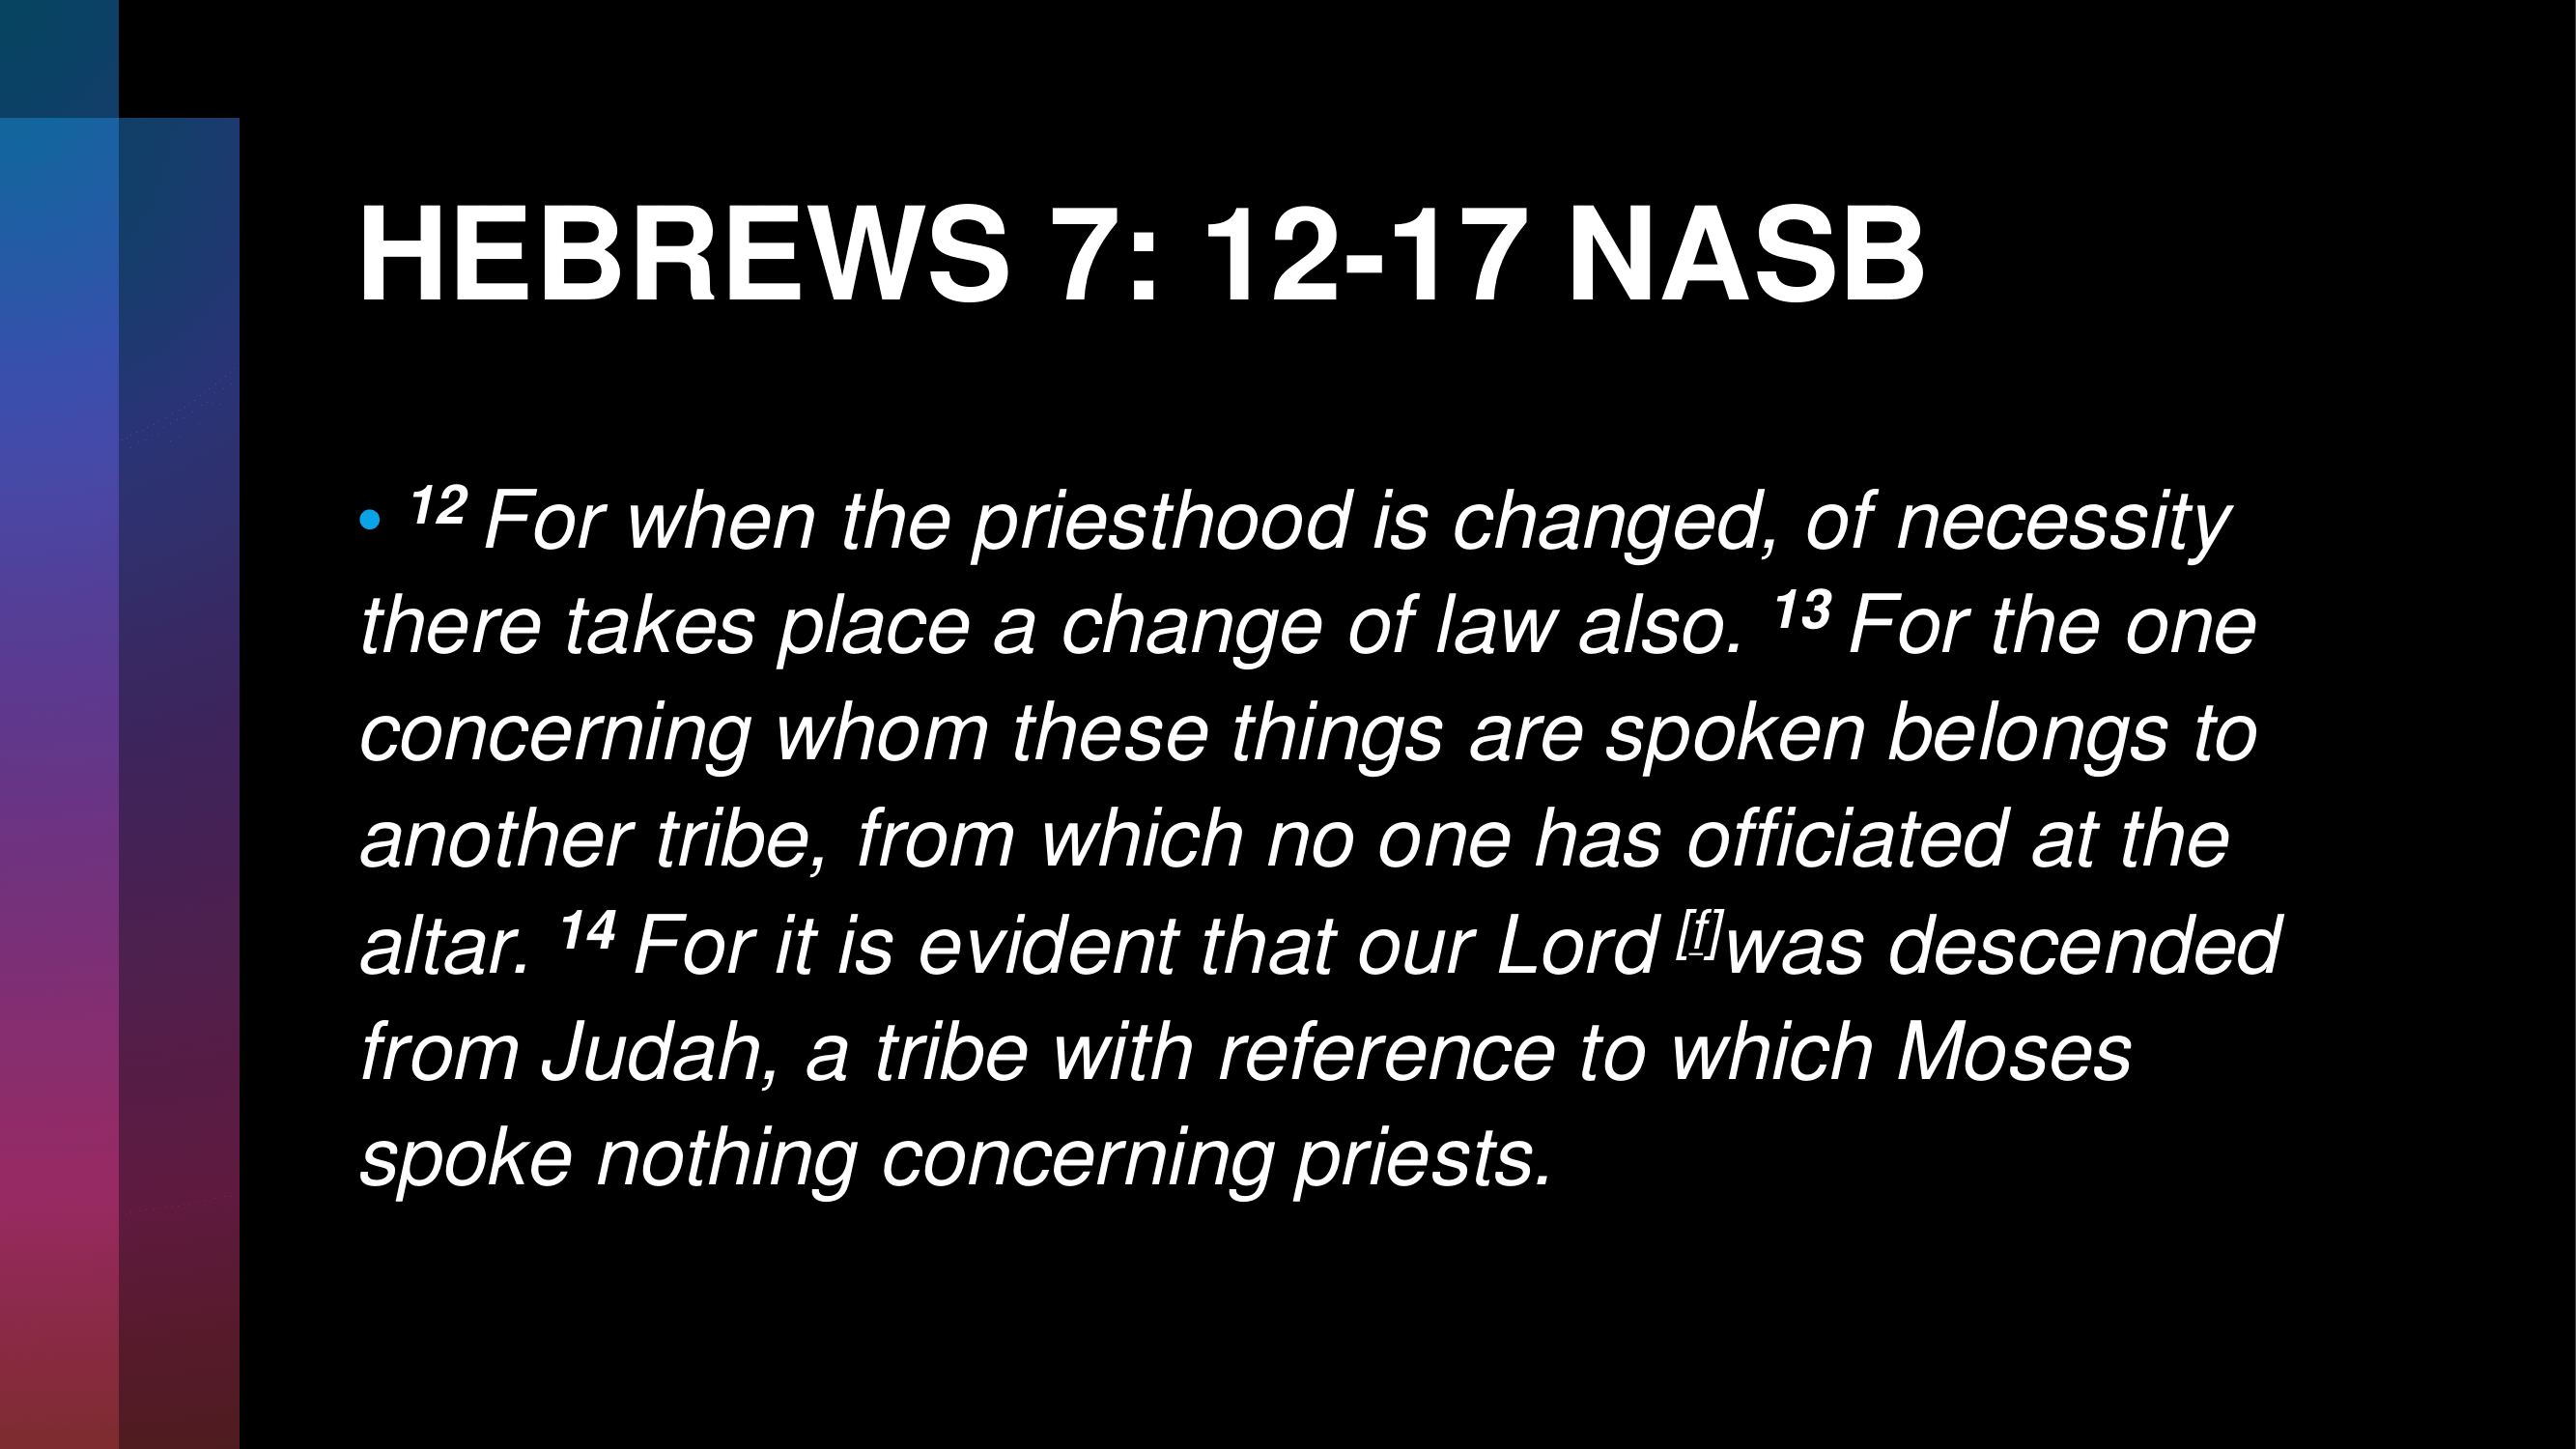 HEBREWS 7: 12-17 NASB
• 12 For when the priesthood is changed, of necessity
there takes place a change of law also. 13 For the one
concerning whom these things are spoken belongs to
another tribe, from which no one has officiated at the
altar. 14 For it is evident that our Lord [f]was descended
from Judah, a tribe with reference to which Moses
spoke nothing concerning priests.